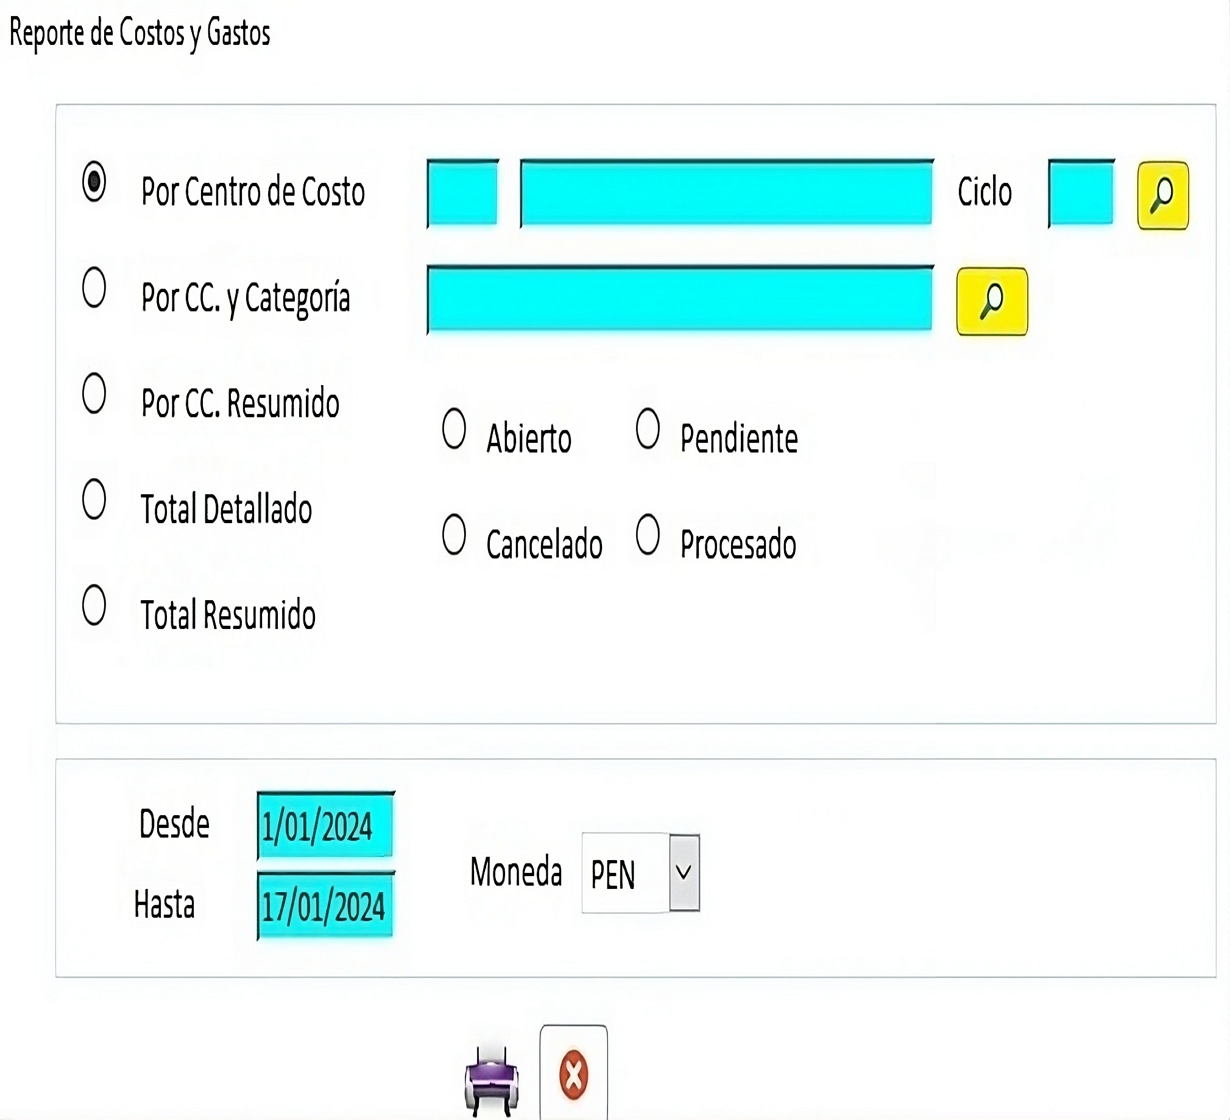 Reporte de Costos y Gastos
Por Centro de Costo
Ciclo
Por CC. y Categoría
Por CC. Resumido
Abierto
Pendiente
Total Detallado
Cancelado
Procesado
Total Resumido
Desde
1/01/2024
Moneda
PEN
Hasta
17/01/2024